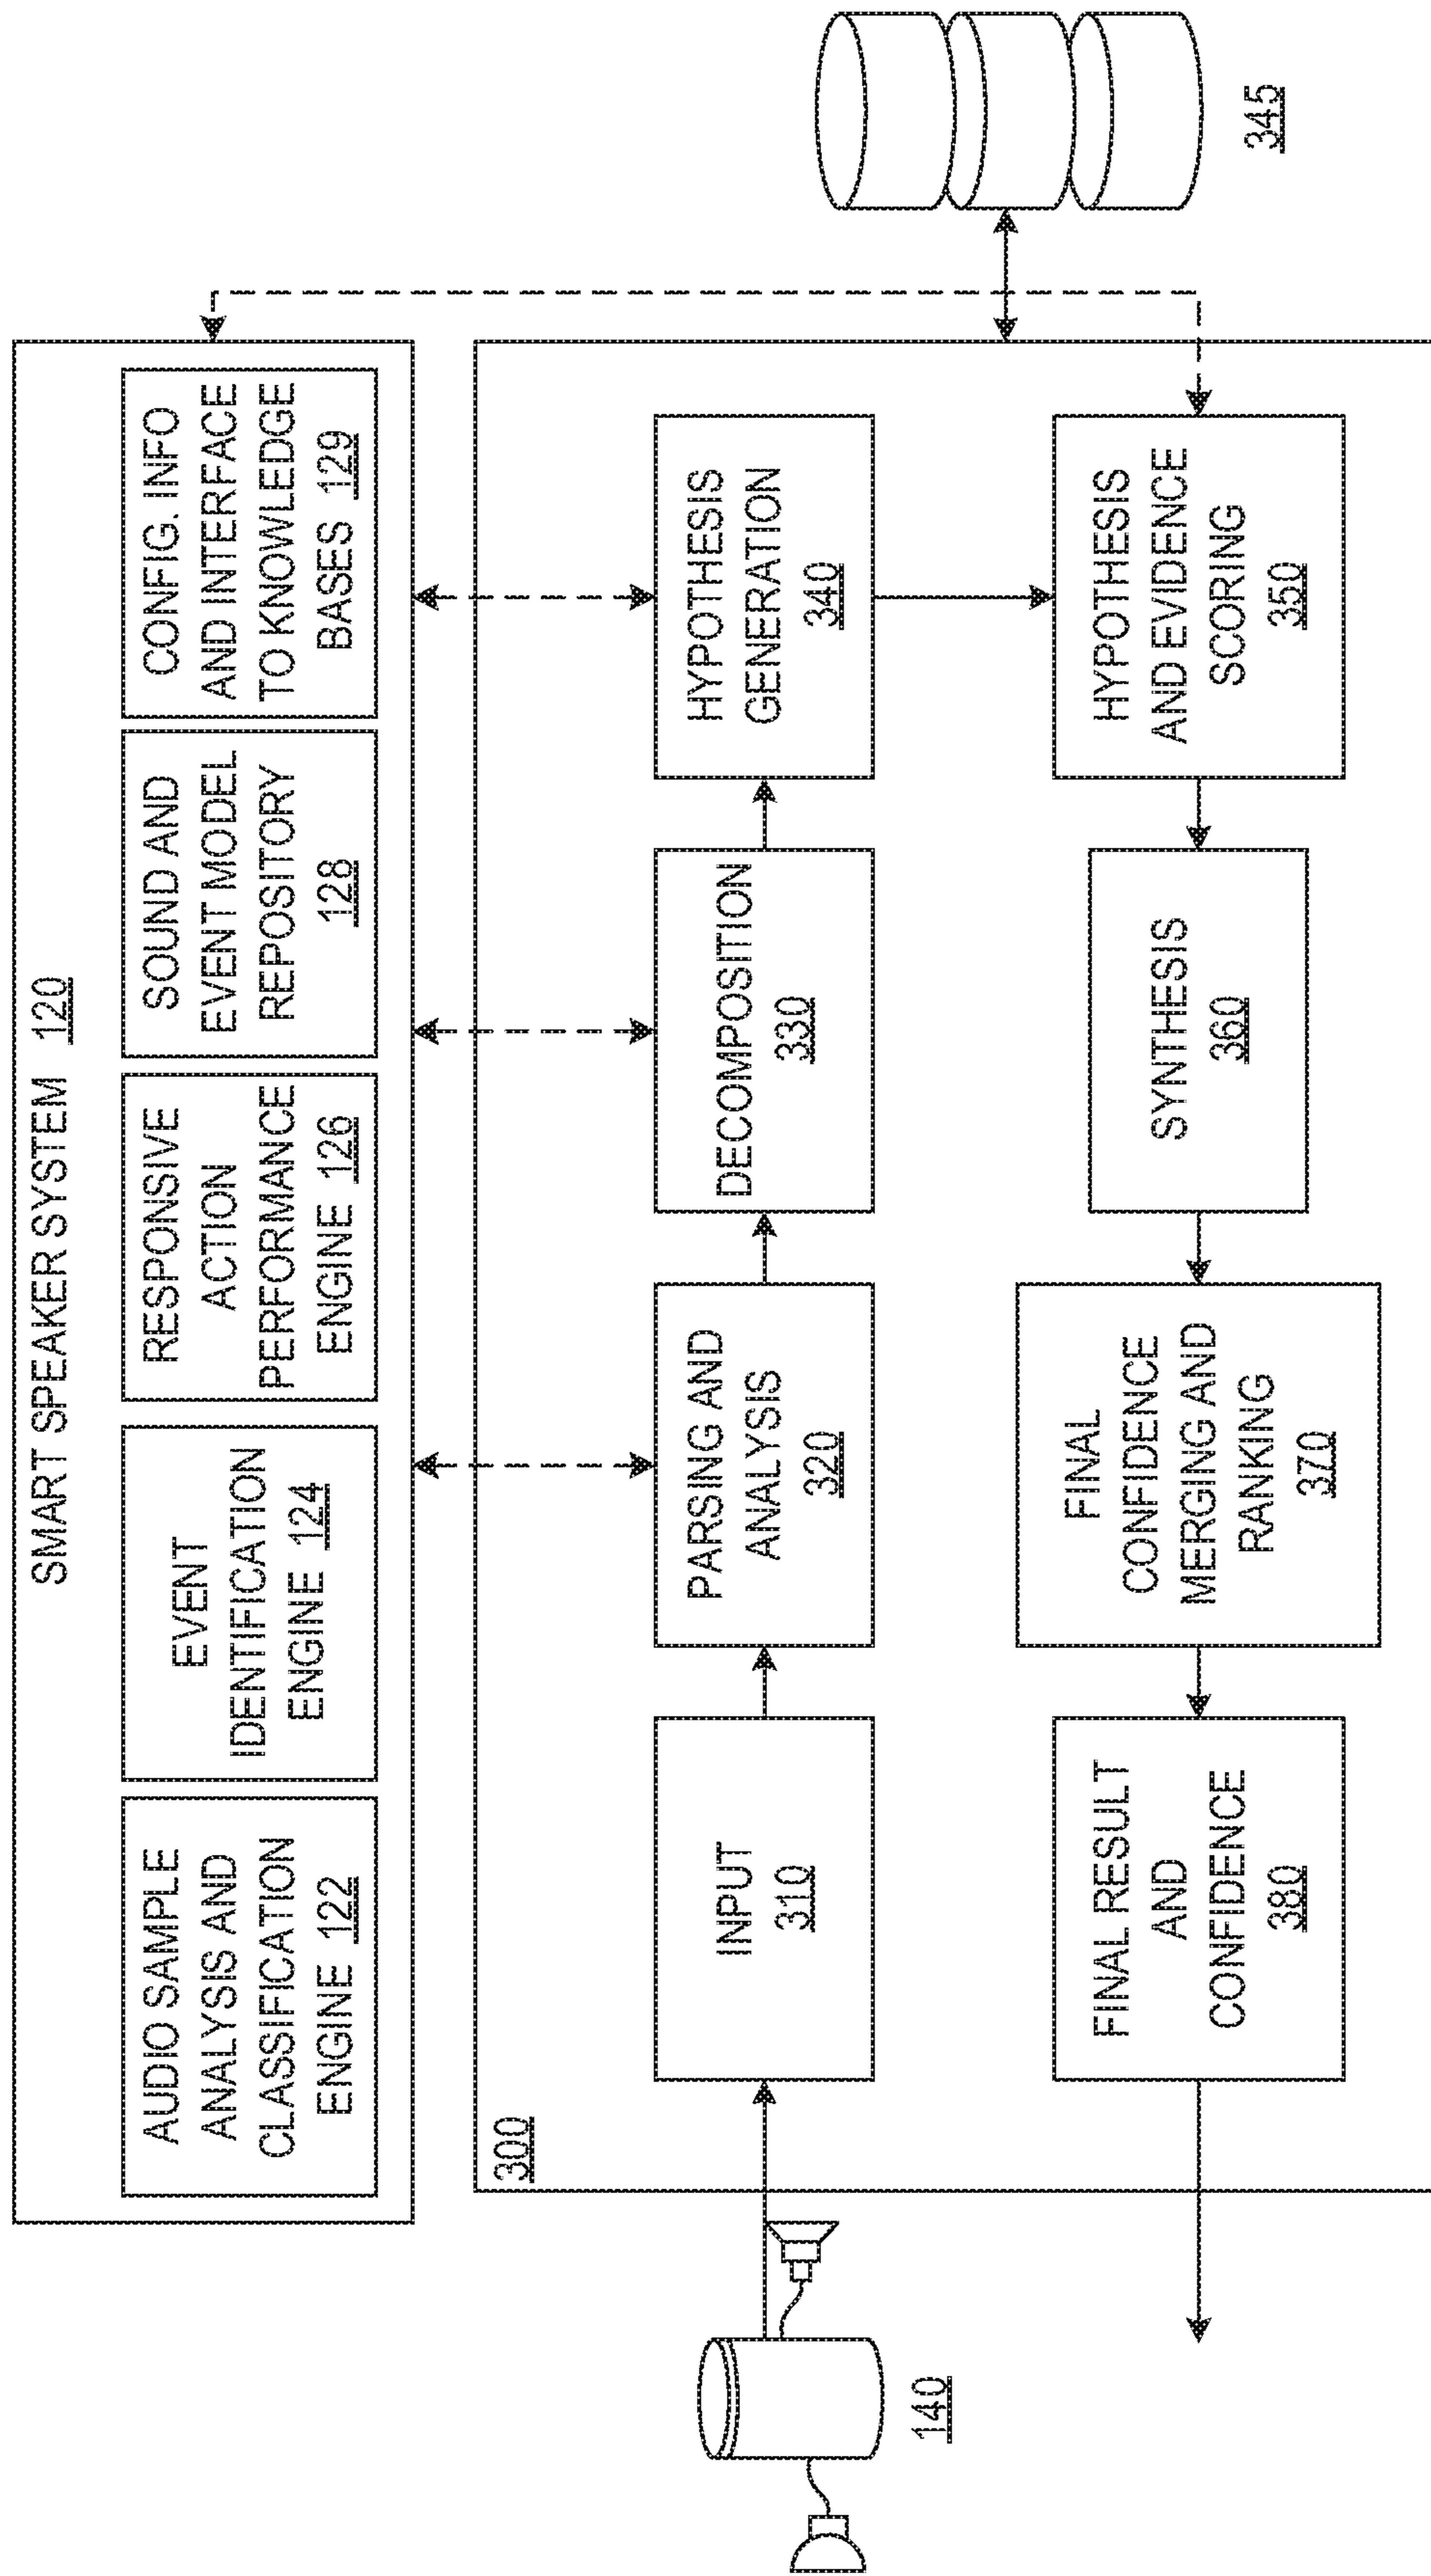 SMART SPEAKER SYSTEM 120
AUDIO SAMPLE
ANALYSIS AND
CLASSIFICATION
ENGINE 122
EVENT
IDENTIFICATION
ENGINE 124
RESPONSIVE
ACTION
PERFORMANCE
ENGINE 126
SOUND AND
EVENT MODEL
REPOSITORY
128
CONFIG. INFO
AND INTERFACE
TO KNOWLEDGE
BASES 129
300
140
INPUT
310
PARSING AND
ANALYSIS
320
DECOMPOSITION
330
HYPOTHESIS
GENERATION
340
345
FINAL RESULT
AND
CONFIDENCE
380
FINAL
CONFIDENCE
MERGING AND
RANKING
370
SYNTHESIS
360
HYPOTHESIS
AND EVIDENCE
SCORING
350